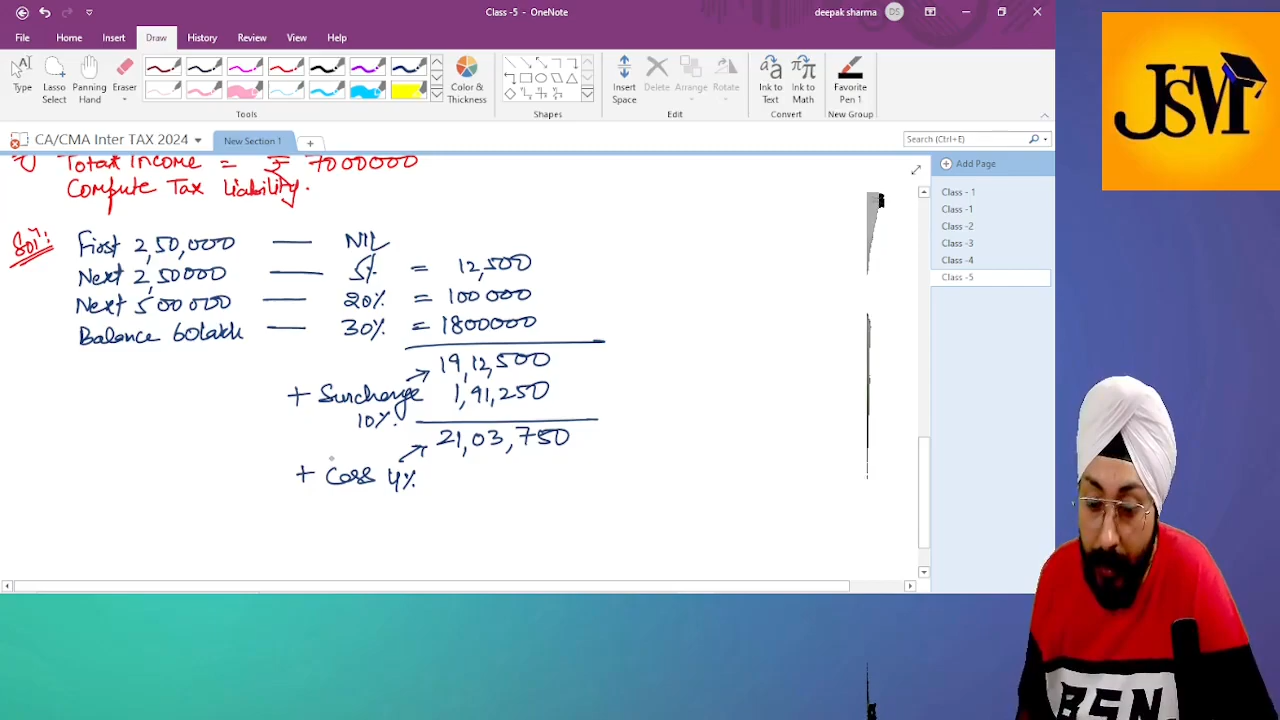 Class -5 - OneNote
deepak sharma
DS
File Home Insert Draw History Review View Help
Type
Lasso Select
Panning Hand
Eraser
Color & Thickness
Insert Space
Delete
Arrange
Rotate
Ink to Text
Ink to Math
Favorite Pen 1
Tools
Shapes
Edit
Convert
New Group
CA/CMA Inter TAX 2024
New Section 1
Search (Ctrl+E)
Add Page
Class - 1
Class -1
Class -2
Class -3
Class -4
Class -5
Total Income = ₹ 7000000
Compute Tax Liability.
Soln:
First 2,50,000 — NIL
Next 2,50000 — 5% = 12,500
Next 500000 — 20% = 100000
Balance 60lakh — 30% = 1800000
19,12,500
+ Surcharge 1,91,250
10%.
21,03,750
+ Cess 4%
JSM
BSN